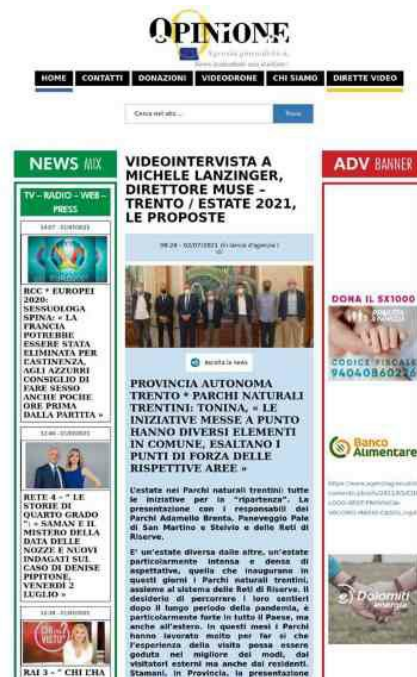 OPINIONE
Agenzia giornalistica
HOME CONTATTI DONAZIONI VIDEODRONE CHI SIAMO DIRETTE VIDEO
Cerca nel sito ...
Trova
NEWS MIX
TV – RADIO – WEB –
PRESS
RCC * EUROPEI
2020:
SESSUOLOGA
SPINA: « LA
FRANCIA
POTREBBE
ESSERE STATA
ELIMINATA PER
CASTINENZA,
AGLI AZZURRI
CONSIGLIO DI
FARE SESSO
ANCHE POCHE
ORE PRIMA
DALLA PARTITA »
RETE 4 – “ LE
STORIE DI
QUARTO GRADO
”: « SAMAN E IL
MISTERO DELLA
DATA DELLE
NOZZE E NUOVI
INDAGATI SUL
CASO DI DENISE
PIPITONE,
VENERDÌ 2
LUGLIO »
CHI L'HA
VISTO?
RAI 3 – “ CHI L'HA
VIDEOINTERVISTA A
MICHELE LANZINGER,
DIRETTORE MUSE –
TRENTO / ESTATE 2021,
LE PROPOSTE
Ascolta la news
PROVINCIA AUTONOMA
TRENTO * PARCHI NATURALI
TRENTINI: TONINA, « LE
INIZIATIVE MESSE A PUNTO
HANNO DIVERSI ELEMENTI
IN COMUNE, ESALTANO I
PUNTI DI FORZA DELLE
RISPETTIVE AREE »
L'estate nei Parchi naturali trentini: tutte
le iniziative per la “ripartenza”. La
presentazione con i responsabili dei
Parchi Adamello Brenta, Paneveggio Pale
di San Martino e Stelvio e delle Reti di
Riserve.
E' un'estate diversa dalle altre, un'estate
particolarmente intensa e densa di
aspettative, quella che inaugurano in
questi giorni i Parchi naturali trentini,
assieme al sistema delle Reti di Riserve. Il
desiderio di percorrere i loro sentieri
dopo il lungo periodo della pandemia, è
particolarmente forte in tutto il Paese, ma
anche all'estero. In questi mesi i Parchi
hanno lavorato molto per far sì che
l'esperienza della visita possa essere
goduta nel migliore dei modi, dai
visitatori esterni ma anche dai residenti.
Stamani, in Provincia, la presentazione
ADV BANNER
DONA IL 5X1000
CODICE FISCALE
94040860226
Banco
Alimentare
Dolomiti
energia